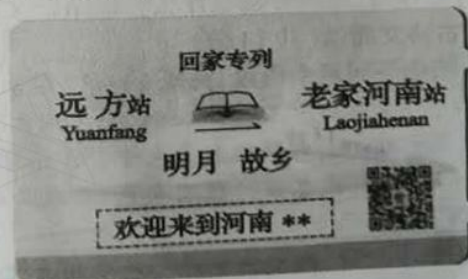 回家专列
远方站 老家河南站
Yuanfang Laojiahenan
明月 故乡
欢迎来到河南 **